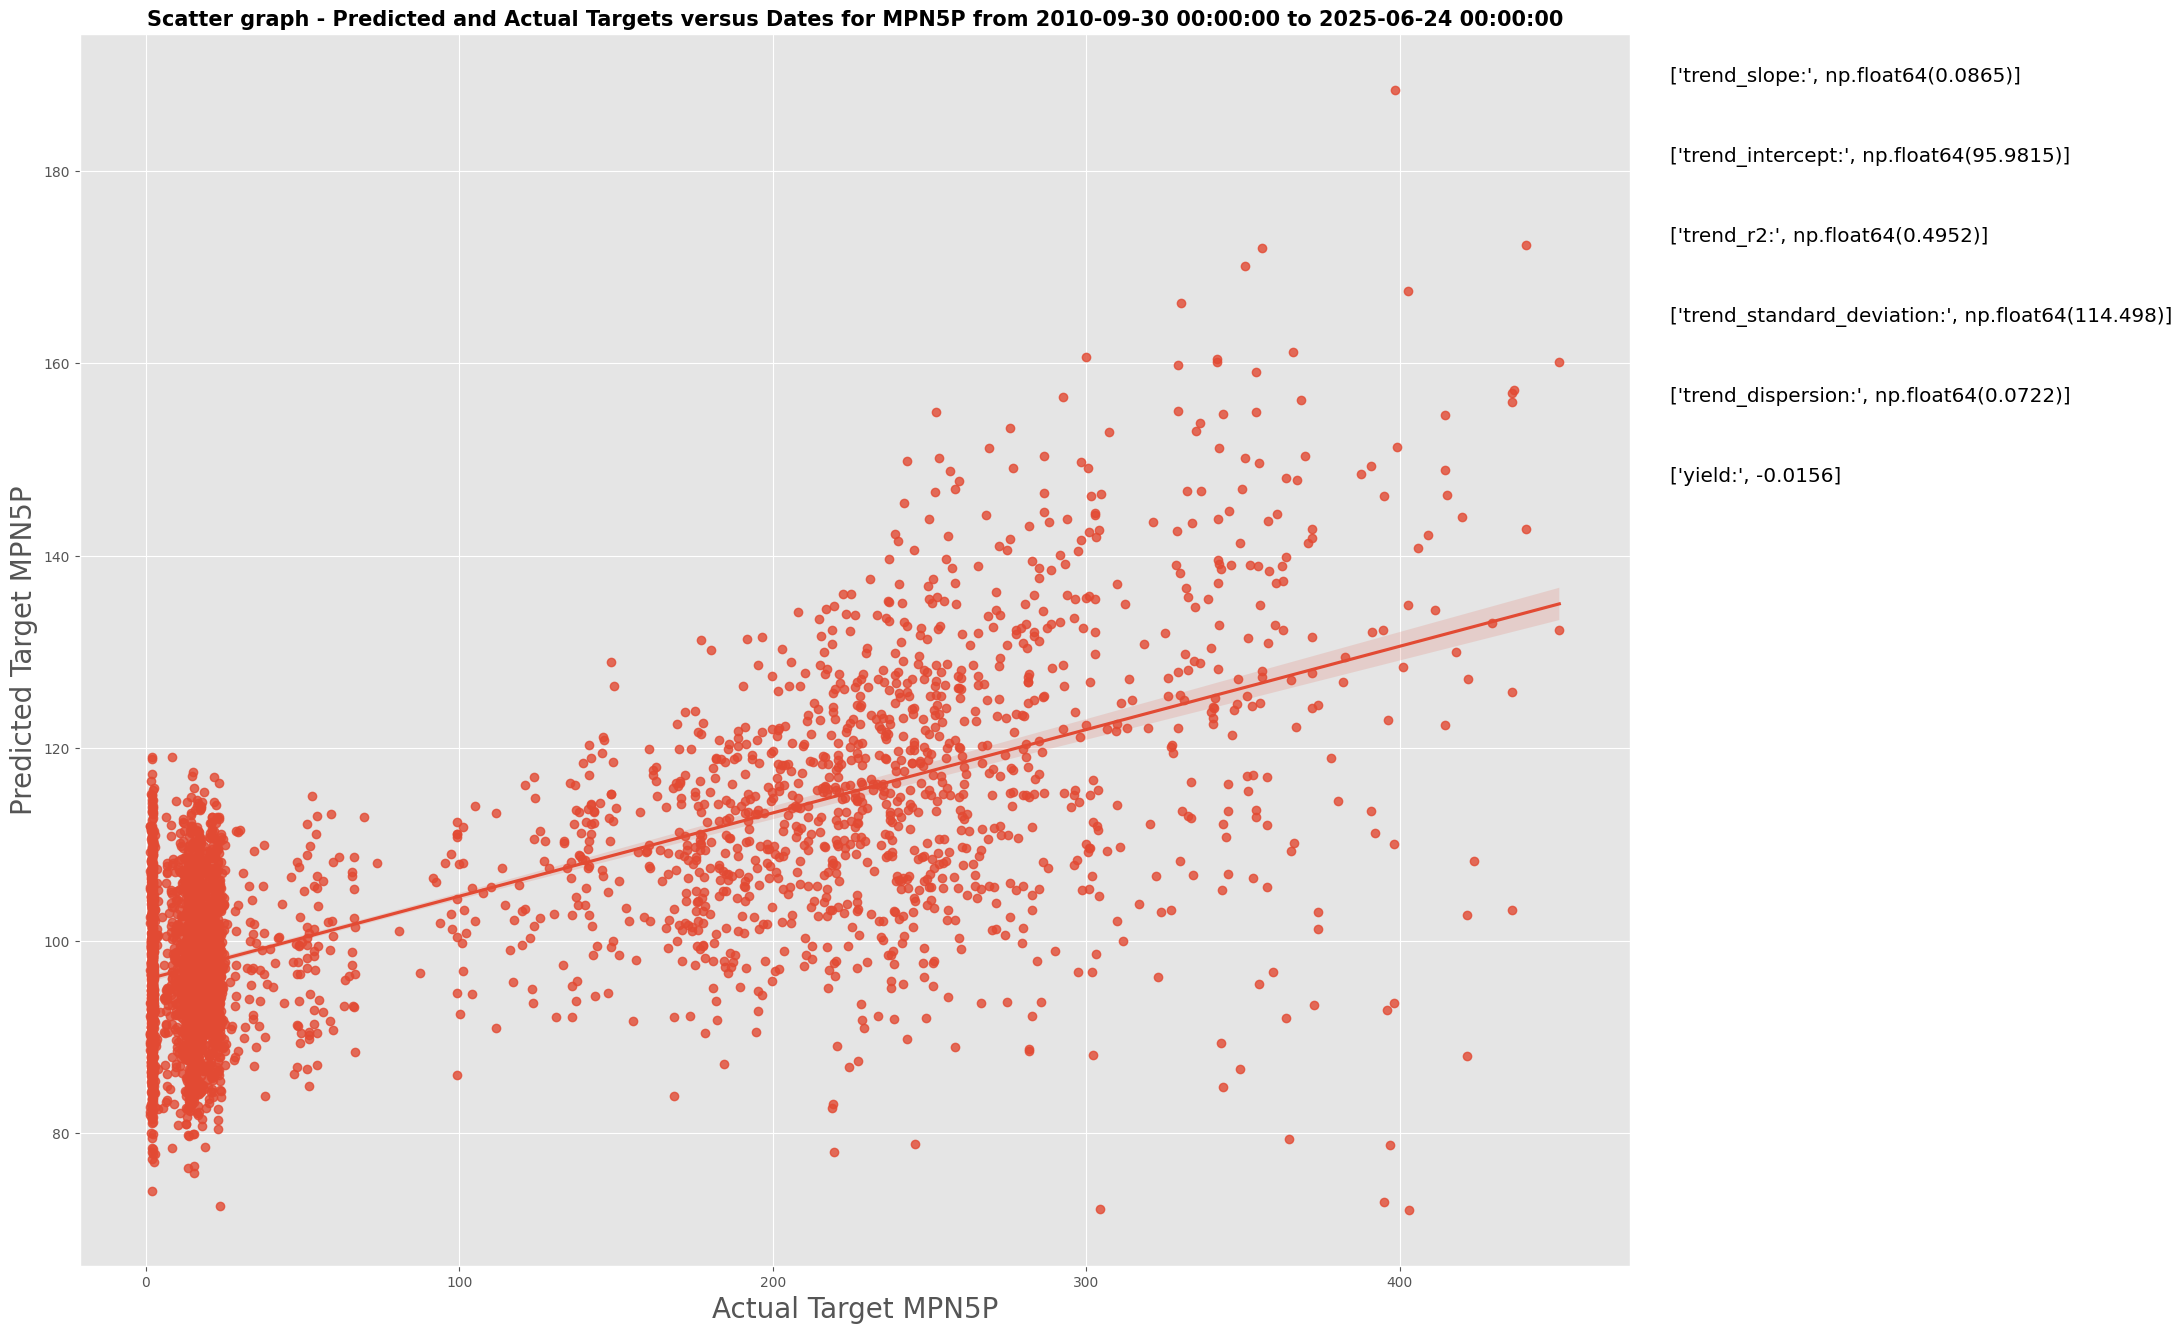 Scatter graph - Predicted and Actual Targets versus Dates for MPN5P from 2010-09-30 00:00:00 to 2025-06-24 00:00:00
['trend_slope:', np.float64(0.0865)]
['trend_intercept:', np.float64(95.9815)]
['trend_r2:', np.float64(0.4952)]
['trend_standard_deviation:', np.float64(114.498)]
['trend_dispersion:', np.float64(0.0722)]
['yield:', -0.0156]
Predicted Target MPN5P
180
160
140
120
100
80
0 100 200 300 400
Actual Target MPN5P